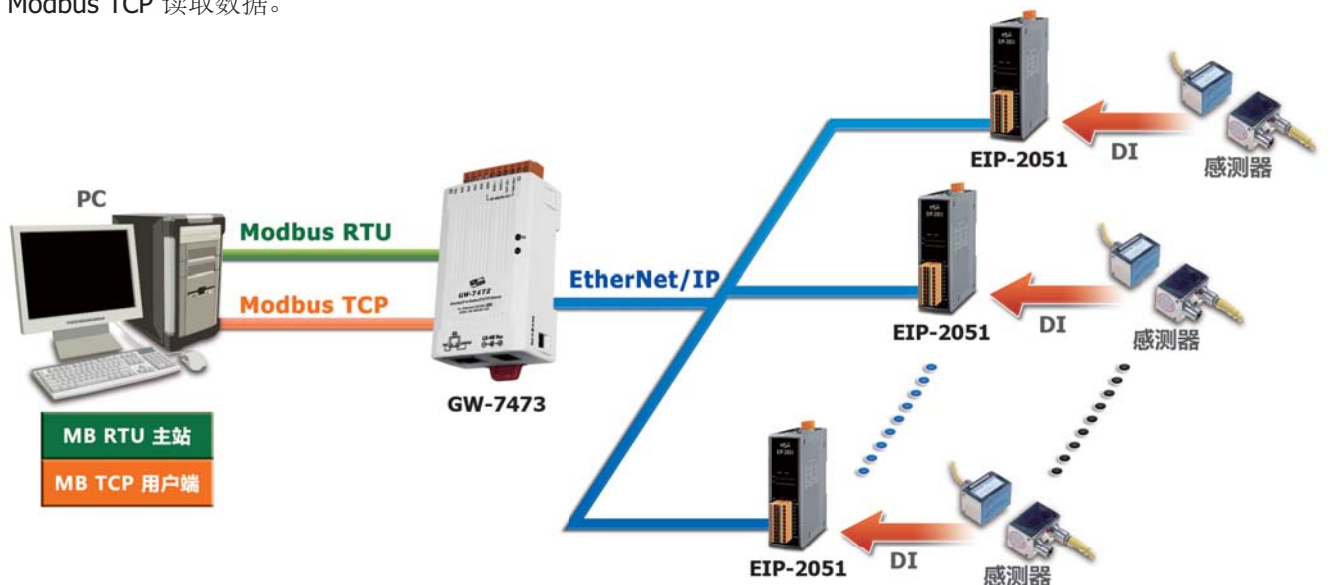 Modbus TCP 读取数据。
EIP-2051
DI
感测器
PC
Modbus RTU
Modbus TCP
GW-7472
GW-7473
EtherNet/IP
EIP-2051
DI
感测器
MB RTU 主站
MB TCP 用户端
EIP-2051
DI
感测器